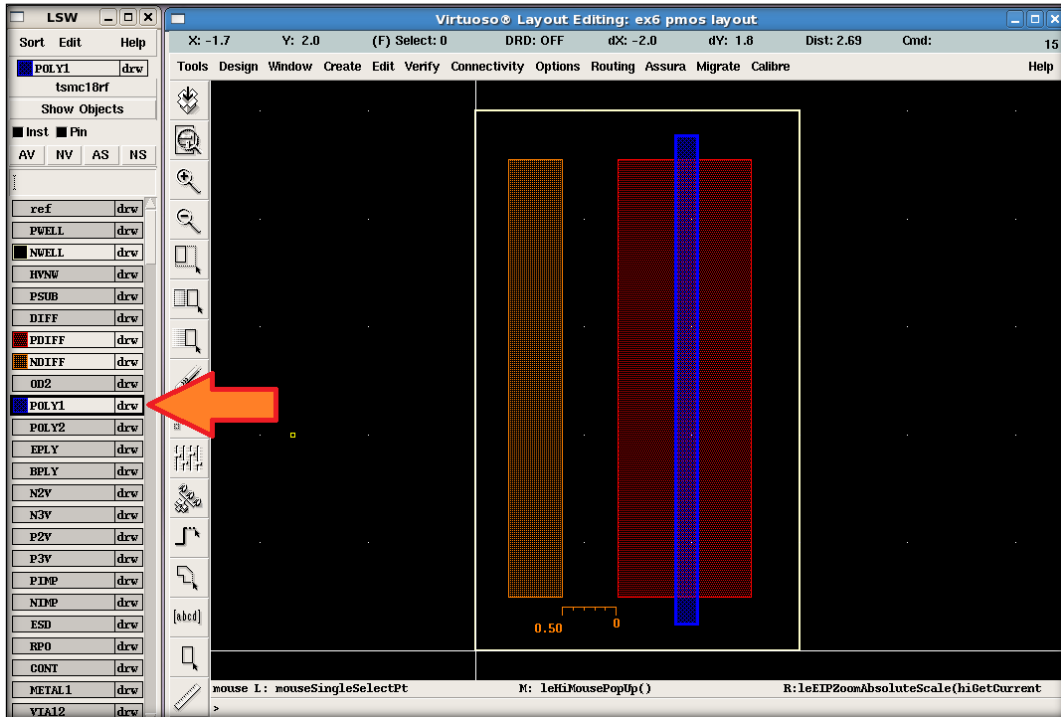 LSW
Sort Edit Help
POLY1 drw
tsmc18rf
Show Objects
Inst Pin
AV NV AS NS
ref drw
PWELL drw
NWELL drw
HVNW drw
PSUB drw
DIFF drw
PDIFF drw
NDIFF drw
OD2 drw
POLY1 drw
POLY2 drw
EPLY drw
BPLY drw
N2V drw
N3V drw
P2V drw
P3V drw
PIMP drw
NIMP drw
ESD drw
RPO drw
CONT drw
METAL1 drw
VIA12 drw
Virtuoso® Layout Editing: ex6 pmos layout
X: -1.7 Y: 2.0 (F) Select: 0 DRD: OFF dX: -2.0 dY: 1.8 Dist: 2.69 Cmd: 15
Tools Design Window Create Edit Verify Connectivity Options Routing Assura Migrate Calibre Help
[abcd]
0.50 0
mouse L: mouseSingleSelectPt M: leHiMousePopUp() R:leEIPZoomAbsoluteScale(hiGetCurrent
>